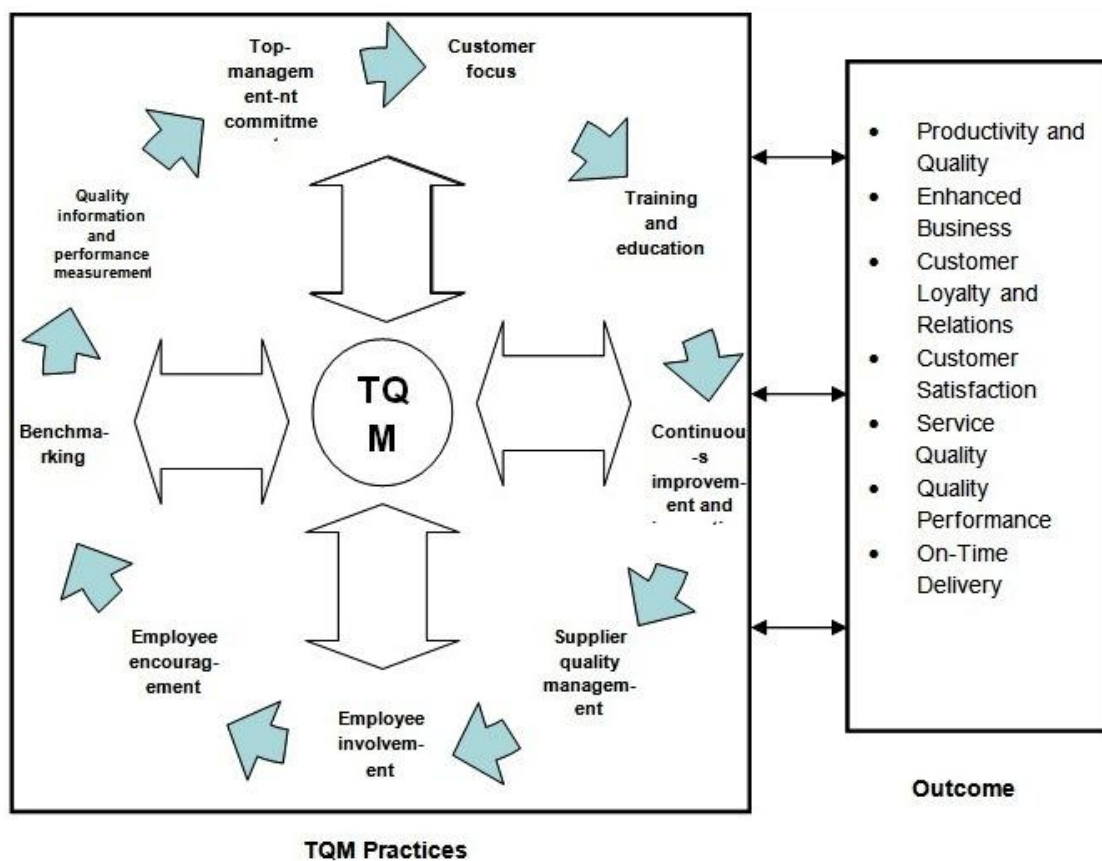 Top-
managem
ent-nt
commitme
Customer
focus
Training
and
education
Continuou
-s
improvem-
ent and
Supplier
quality
managem-
ent
Employee
involvem-
ent
Employee
encourag-
ement
Benchma-
rking
Quality
information
and
performance
measurement
TQ
M
TQM Practices
• Productivity and
Quality
• Enhanced
Business
• Customer
Loyalty and
Relations
• Customer
Satisfaction
• Service
Quality
• Quality
Performance
• On-Time
Delivery
Outcome